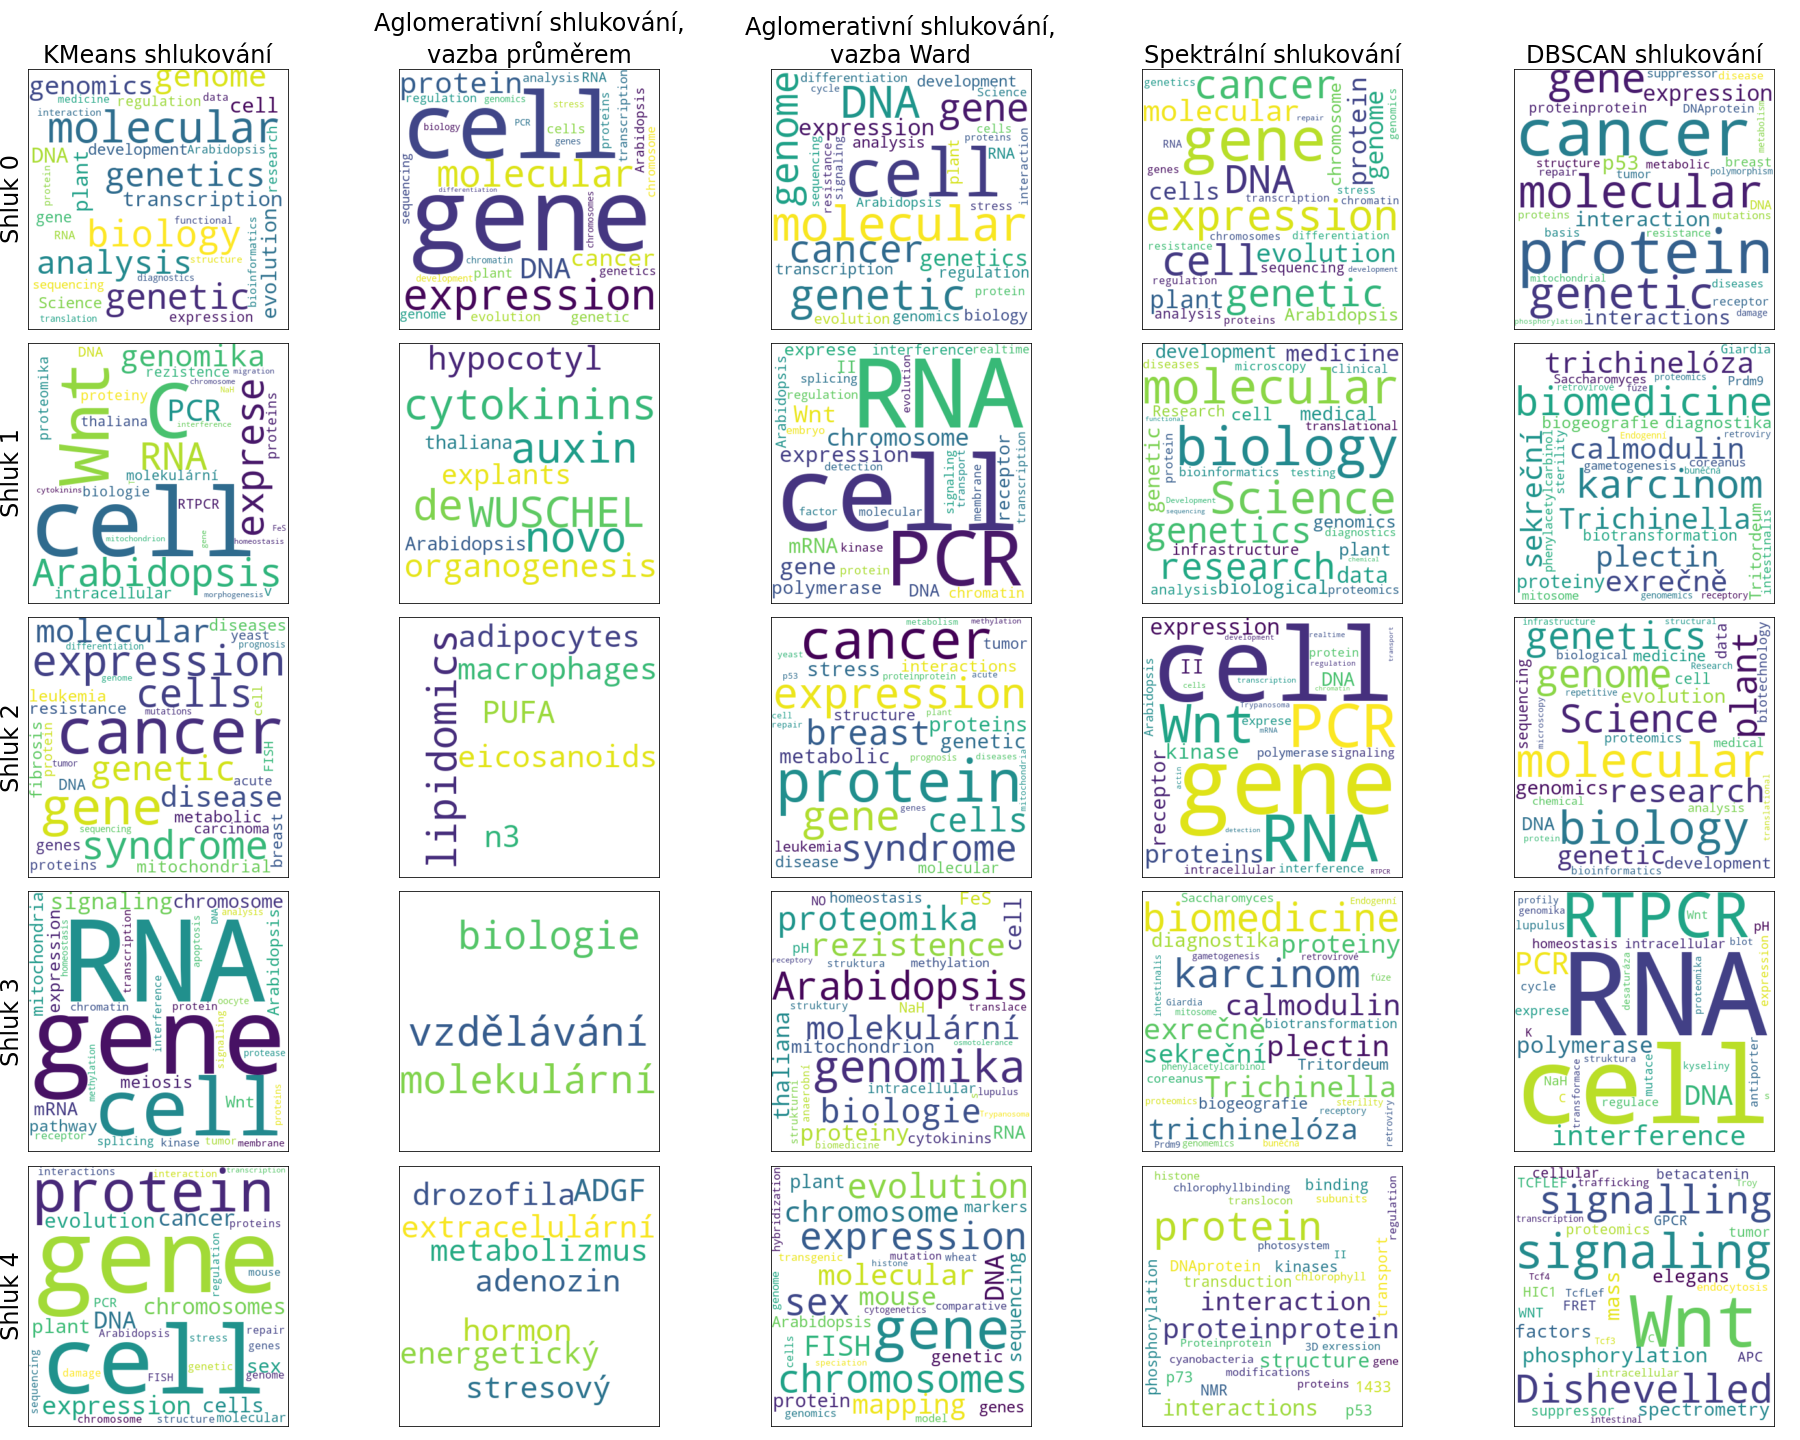 KMeans shlukování
Aglomerativní shlukování,
vazba průměrem
Aglomerativní shlukování,
vazba Ward
Spektrální shlukování
DBSCAN shlukování
Shluk 0
genomics genome
medicine regulation data cell
interaction
molecular
DNA development Arabidopsis research
protein plant genetics
transcription
gene functional
RNA biology
analysis structure evolution
sequencing diagnostics bioinformatics
Science genetic
translation expression
protein analysis RNA
regulation genomics stress transcription
cell
biology PCR cells proteins Arabidopsis
genes
molecular chromosome
differentiation
sequencing gene chromosomes
chromatin cancer
development plant DNA genetics
expression
genome evolution genetic
differentiation development
genome cycle DNA Science
gene
expression cells
analysis proteins
sequencing resistance signaling cell plant RNA interaction
Arabidopsis stress
molecular
cancer genetics
transcription regulation
genetic protein
evolution genomics biology
genetics cancer
molecular repair chromosome protein genome genomics
RNA gene
genes
cells DNA stress
transcription chromatin
expression
chromosomes differentiation
resistance evolution
cell sequencing development
regulation
plant genetic
analysis proteins Arabidopsis
gene suppressor disease
expression
proteinprotein DNAprotein
cancer metabolism
structure p53 metabolic breast
repair tumor polymorphism
molecular DNA
proteins interaction mutations
basis resistance
protein
mitochondrial diseases
genetic receptor
phosphorylation interactions damage
Shluk 1
DNA genomika
proteomika rezistence migration
chromosome
Wnt proteiny C NaH
PCR exprese proteins
thaliana interference
RNA
molekulární
cytokinins biologie RTPCR
cell FeS
mitochondrion gene homeostasis
Arabidopsis
intracellular morphogenesis v
hypocotyl
cytokinins
thaliana auxin
explants
de WUSCHEL
Arabidopsis novo
organogenesis
exprese interference realtime
II
Arabidopsis splicing RNA evolution
regulation
Wnt
embryo chromosome
expression
detection signaling transport receptor transcription
cell membrane
factor molecular
mRNA kinase PCR
gene protein
polymerase DNA chromatin
development medicine
diseases microscopy clinical
molecular
Research cell medical
functional translational
genetic protein biology
bioinformatics testing
Development Science
sequencing
genetics genomics
diagnostics
infrastructure plant
chemical
research data
analysis biological proteomics
Giardia
trichinelóza
Saccharomyces proteomics Prdm9
retrovirové fúze
biomedicine
biogeografie diagnostika
Endogenní retroviry
sekreční phenylacetylcarbinol sterility calmodulin
gametogenesis coreanus
buněčná
karcinom
Trichinella
biotransformation Tritordeum intestinalis
plectin
proteiny exrečně
mitosome genomemics receptory
Shluk 2
molecular diseases
differentiation yeast
prognosis
expression
genome
leukemia cells cell
resistance mutations
cancer
fibrosis protein tumor FISH
genetic
DNA acute
gene disease
sequencing metabolic
carcinoma breast
genes syndrome
proteins mitochondrial
lipidomics adipocytes
macrophages
PUFA
eicosanoids
n3
metabolism methylation
cancer tumor
yeast
stress interactions
p53 proteinprotein acute
expression
cell structure plant proteins
repair breast
genetic
metabolic prognosis diseases
protein mitochondria
gene genes cells
leukemia syndrome
disease molecular
expression realtime transport
development
cell
II protein
regulation
Arabidopsis transcription DNA
cells chromatin
Trypanosoma
Wnt exprese PCR
mRNA
kinase polymerase signaling
receptor actin gene
detection
RNA
proteins
intracellular interference RTPCR
infrastructure structural
genetics data plant biotechnology
biological medicine
Research
sequencing genome cell
repetitive evolution
microscopy Science
proteomics medical
molecular
genomics research
chemical analysis translational
DNA biology
protein
genetic development
bioinformatics
Shluk 3
mitochondria signaling chromosome
DNA analysis
expression homeostasis RNA transcription apoptosis Arabidopsis
chromatin protein oocyte
interference
gene signalling
protease
methylation meiosis
mRNA cell Wnt proteins
pathway
receptor splicing kinase tumor membrane
biologie
vzdělávání
molekulární
NO homeostasis FeS
proteomika cell
pH rezistence
receptory struktura methylation
Arabidopsis
struktury NaH translace
thaliana molekulární
mitochondrion osmotolerance
genomika
strukturní anaerobní intracellular lupulus
s
biologie Trypanosoma
proteiny cytokinins RNA
biomedicine
Saccharomyces Endogenní
biomedicine
diagnostika proteiny
gametogenesis retrovirové
intestinalis karcinom fúze
Giardia
mitosome calmodulin
exrečně biotransformation
sekreční plectin
phenylacetylcarbinol Tritordeum
coreanus Trichinella
proteomics sterility
biogeografie receptory retroviry
trichinelóza
Prdm9 genomemics buněčná
profily RTPCR Wnt
genomika
lupulus pH
homeostasis intracellular blot
PCR RNA expression
cycle desaturáza proteomika
exprese
K
polymerase struktura kyseliny
cell antiporter
NaH transformace mutace
C regulace DNA s
interference
Shluk 4
interactions interaction transcription
protein
evolution cancer proteins
gene regulation mouse
PCR chromosomes
DNA
plant Arabidopsis stress repair
genes
sequencing cell sex
damage FISH genetic genome
expression cells
chromosome structure molecular
drozofila ADGF
extracelulární
metabolizmus
adenozin
hormon
energetický
stresový
hybridization plant evolution
chromosome markers
expression
transgenic mutation wheat
histone DNA sequencing
genome molecular
sex mouse
cytogenetics comparative
Arabidopsis gene
cells FISH genetic
speciation
chromosomes
protein mapping genes
genomics model
histone
chlorophyllbinding binding regulation
translocon subunits
protein
photosystem II
DNAprotein kinases transport
transduction chlorophyll
phosphorylation interaction
proteinprotein
Proteinprotein 3D exression
cyanobacteria structure gene
p73 modifications
NMR proteins 1433
interactions p53
cellular betacatenin
TCFLEF trafficking Troy
signalling
transcription GPCR
proteomics tumor
signaling
Tcf4 elegans
HIC1 TcfLef mass endocytosis
WNT FRET Wnt
factors Tcf3 C
phosphorylation APC
intracellular
Dishevelled
suppressor spectrometry
intestinal